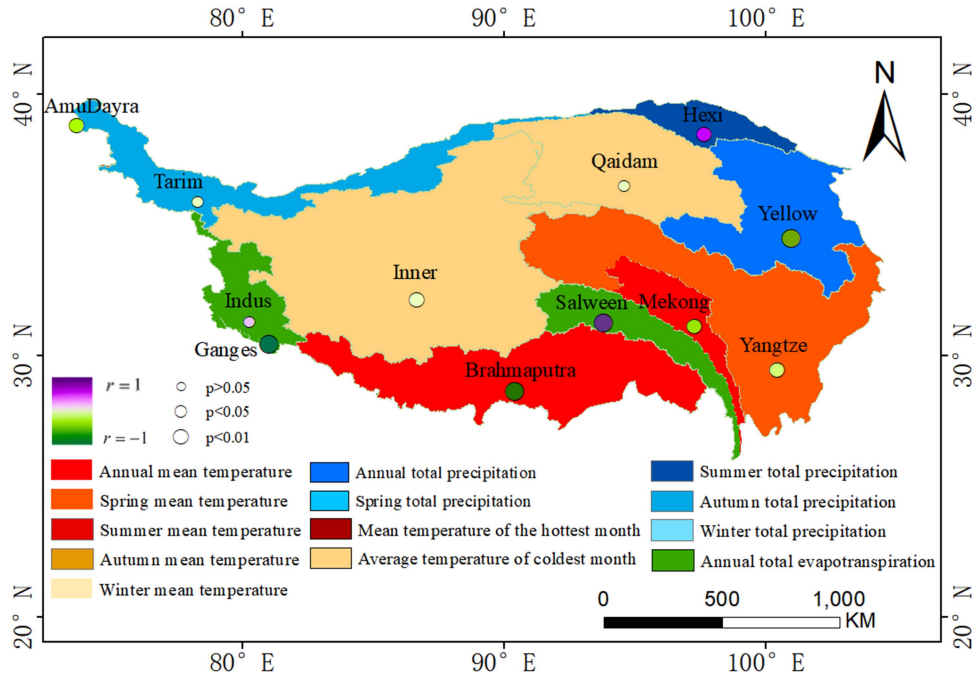 80° E 90° E 100° E
N
40° N
40° N
AmuDayra
Hexi
Qaidam
Tarim
Yellow
Inner
Indus
Salween
Mekong
Ganges
Yangtze
30° N
30° N
Brahmaputra
r = 1
r = −1
p>0.05
p<0.05
p<0.01
Annual mean temperature
Spring mean temperature
Summer mean temperature
Autumn mean temperature
Winter mean temperature
Annual total precipitation
Spring total precipitation
Mean temperature of the hottest month
Average temperature of coldest month
Summer total precipitation
Autumn total precipitation
Winter total precipitation
Annual total evapotranspiration
0 500 1,000
KM
20° N
20° N
80° E 90° E 100° E